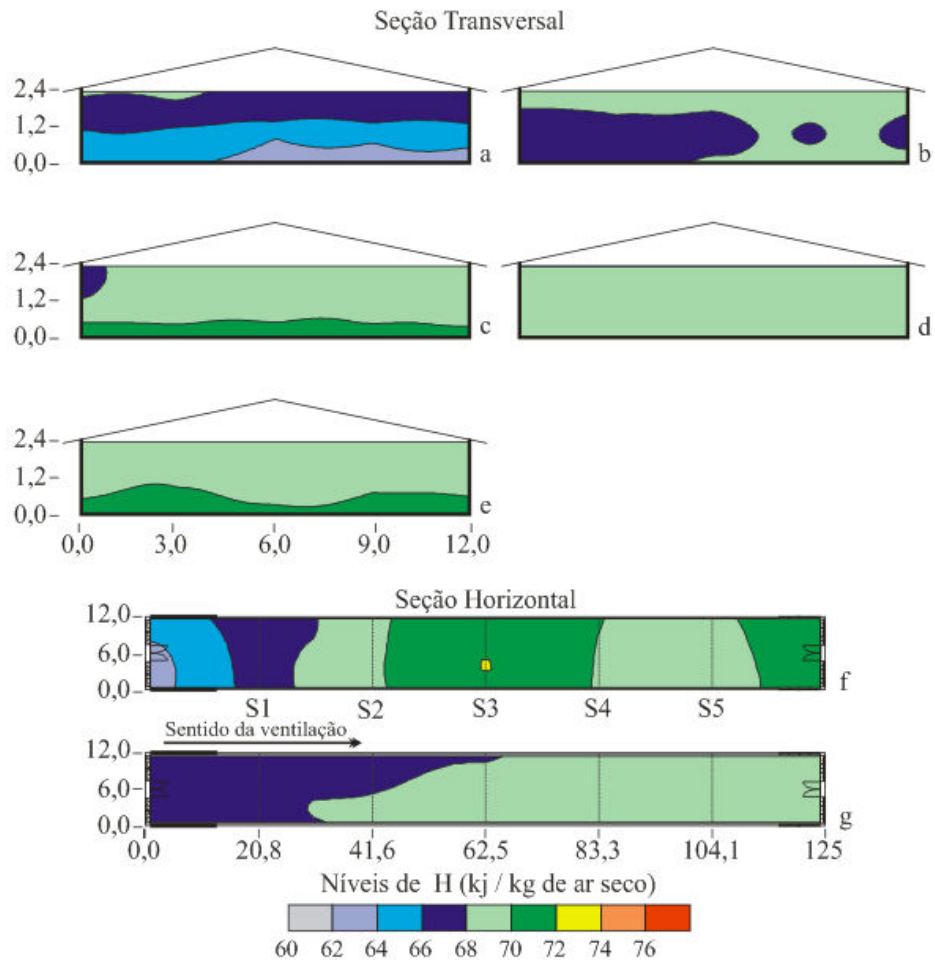 Seção Transversal
2,4
1,2
0,0
a
b
2,4
1,2
0,0
c
d
2,4
1,2
0,0
e
0,0 3,0 6,0 9,0 12,0
Seção Horizontal
12,0
6,0
0,0
f
S1 S2 S3 S4 S5
Sentido da ventilação
12,0
6,0
0,0
g
0,0 20,8 41,6 62,5 83,3 104,1 125
Níveis de H (kj / kg de ar seco)
60 62 64 66 68 70 72 74 76